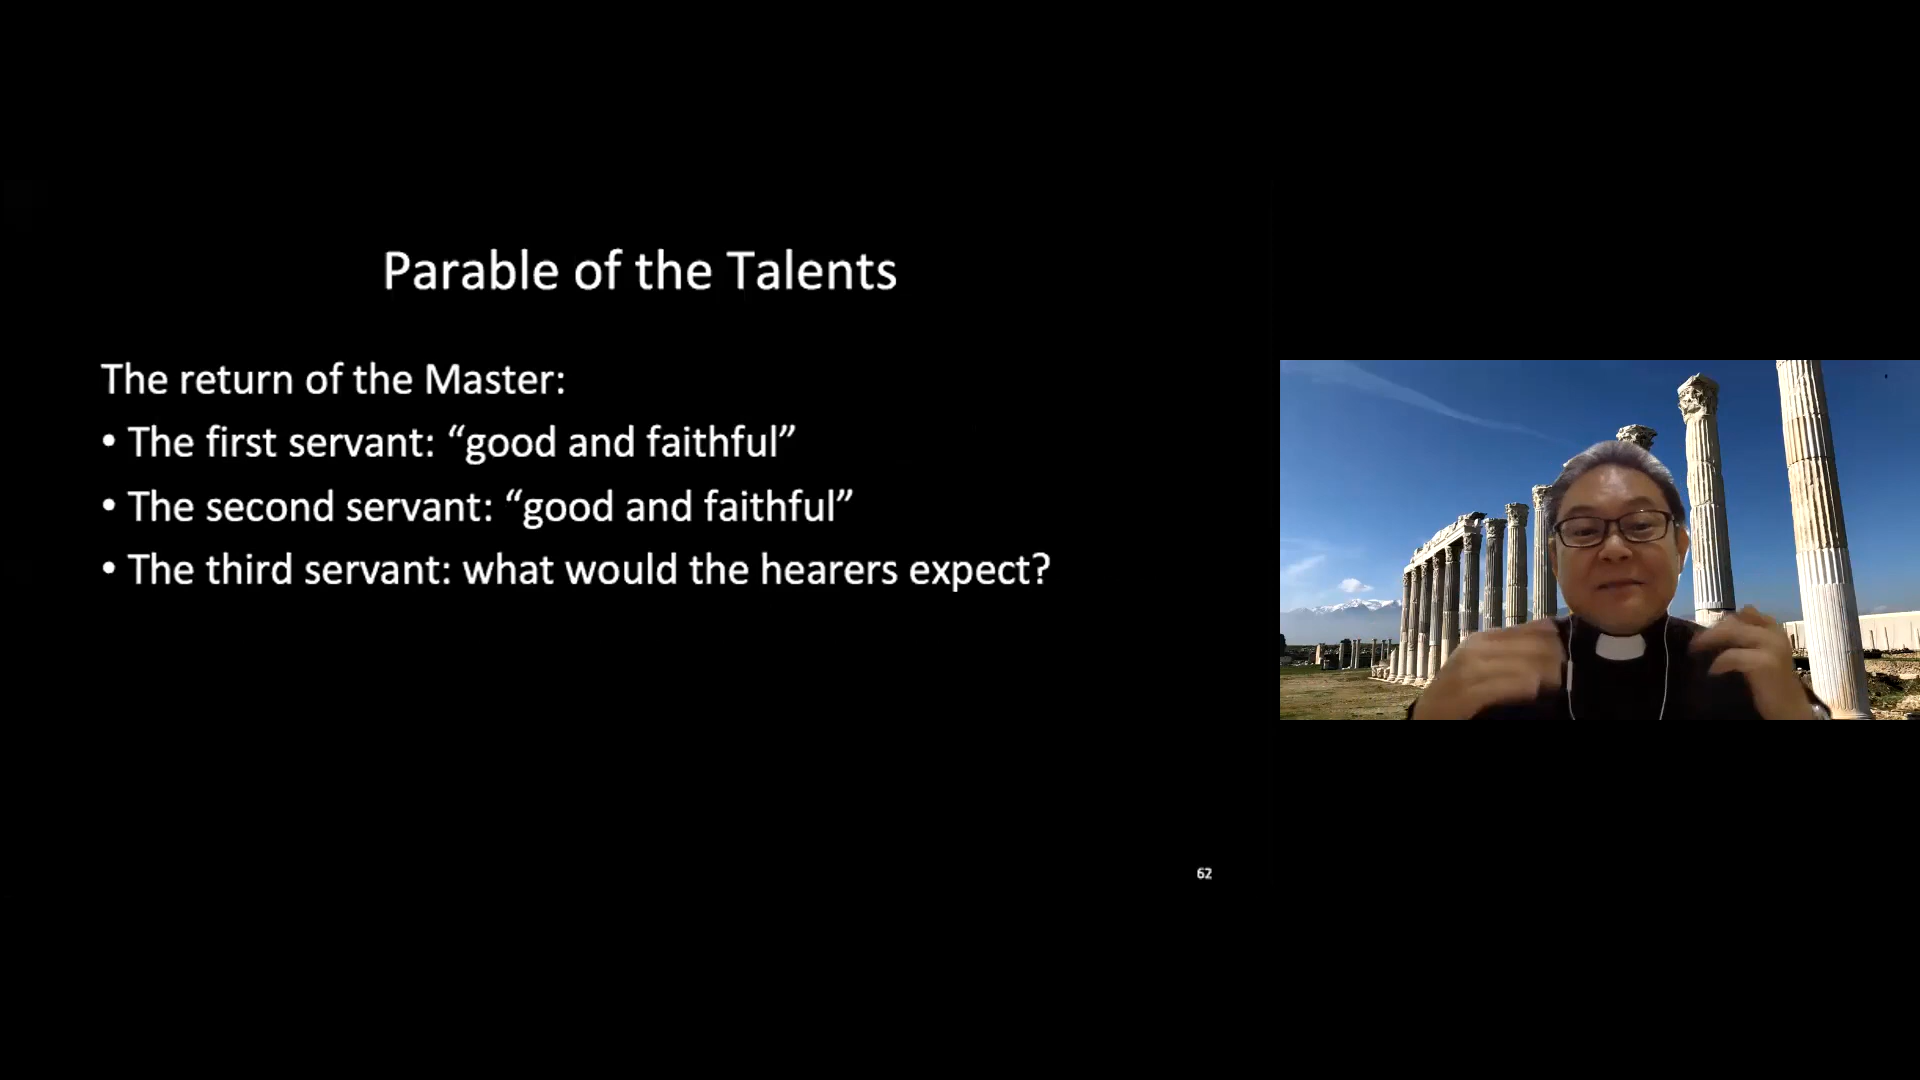 Parable of the Talents
The return of the Master:
• The first servant: “good and faithful”
• The second servant: “good and faithful”
• The third servant: what would the hearers expect?
62